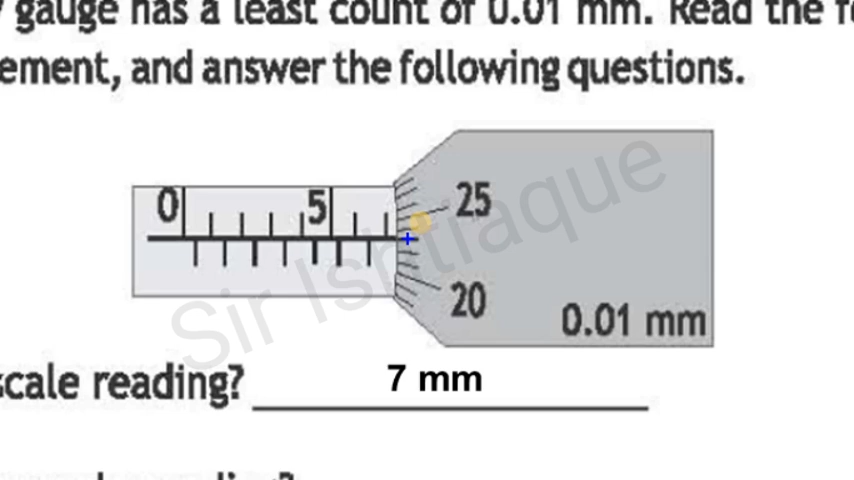 gauge has a least count of 0.01 mm. Read the
ement, and answer the following questions.
0 5 25
20
0.01 mm
Sir Ishtiaque
scale reading? 7 mm